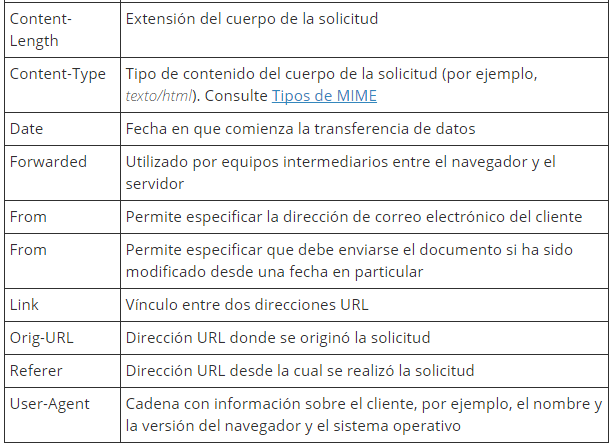 Content-
Length
Extensión del cuerpo de la solicitud
Content-Type
Tipo de contenido del cuerpo de la solicitud (por ejemplo,
texto/html). Consulte Tipos de MIME
Date
Fecha en que comienza la transferencia de datos
Forwarded
Utilizado por equipos intermediarios entre el navegador y el
servidor
From
Permite especificar la dirección de correo electrónico del cliente
From
Permite especificar que debe enviarse el documento si ha sido
modificado desde una fecha en particular
Link
Vínculo entre dos direcciones URL
Orig-URL
Dirección URL donde se originó la solicitud
Referer
Dirección URL desde la cual se realizó la solicitud
User-Agent
Cadena con información sobre el cliente, por ejemplo, el nombre y
la versión del navegador y el sistema operativo